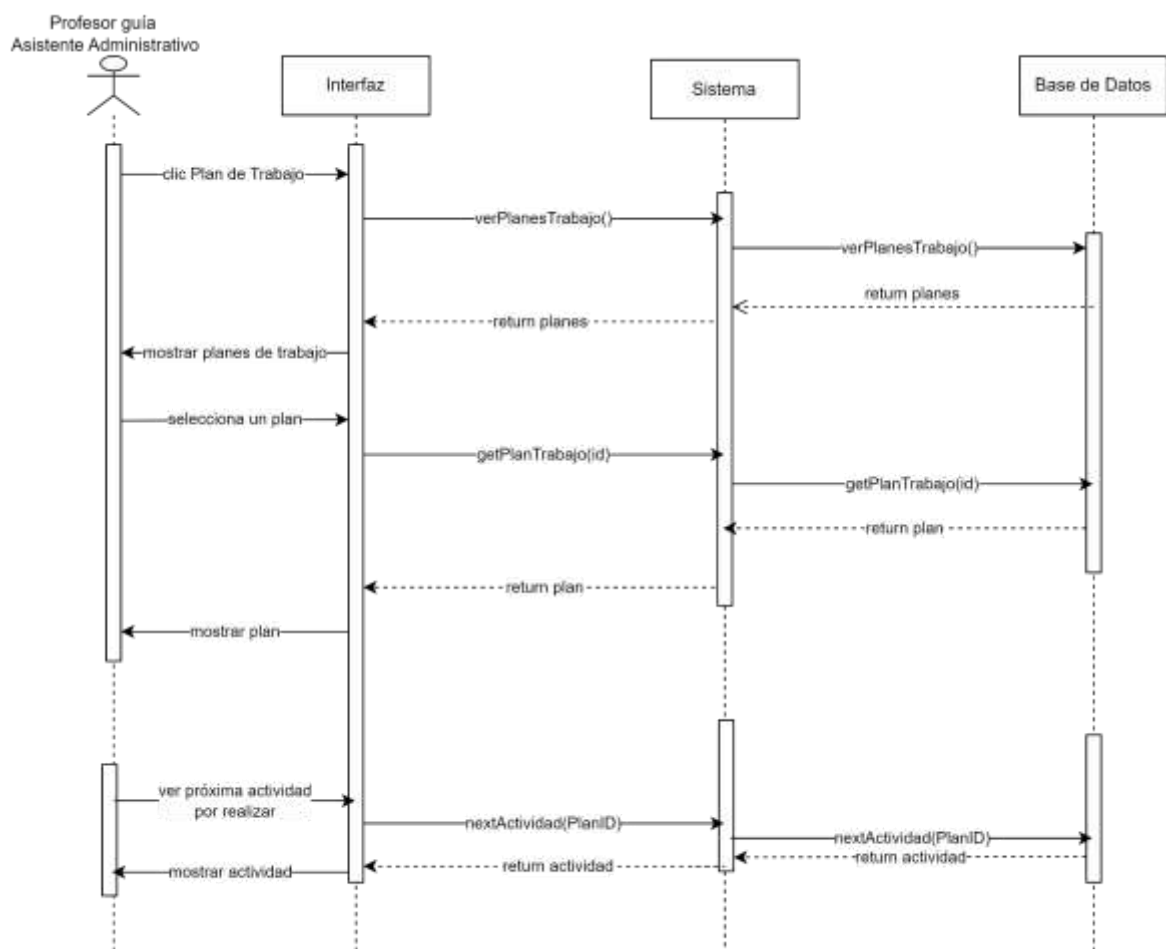 Profesor guía
Asistente Administrativo
Interfaz
Sistema
Base de Datos
clic Plan de Trabajo
verPlanesTrabajo()
verPlanesTrabajo()
return planes
return planes
mostrar planes de trabajo
selecciona un plan
getPlanTrabajo(id)
getPlanTrabajo(id)
return plan
return plan
mostrar plan
ver próxima actividad
por realizar
nextActividad(PlanID)
nextActividad(PlanID)
return actividad
return actividad
mostrar actividad